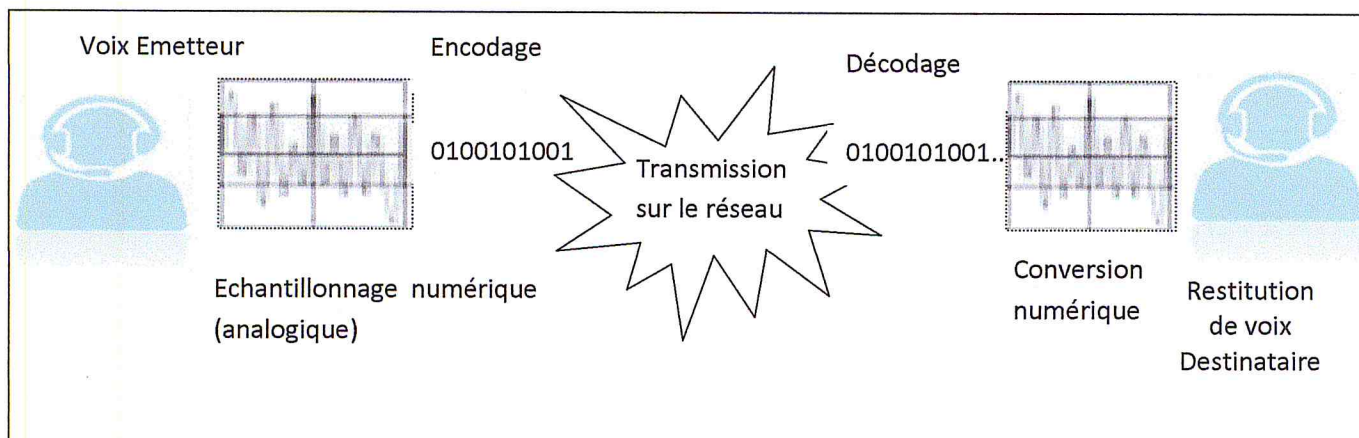 Voix Emetteur
Encodage
Décodage
0100101001
Transmission
sur le réseau
0100101001..
Echantillonnage numérique
(analogique)
Conversion
numérique
Restitution
de voix
Destinataire